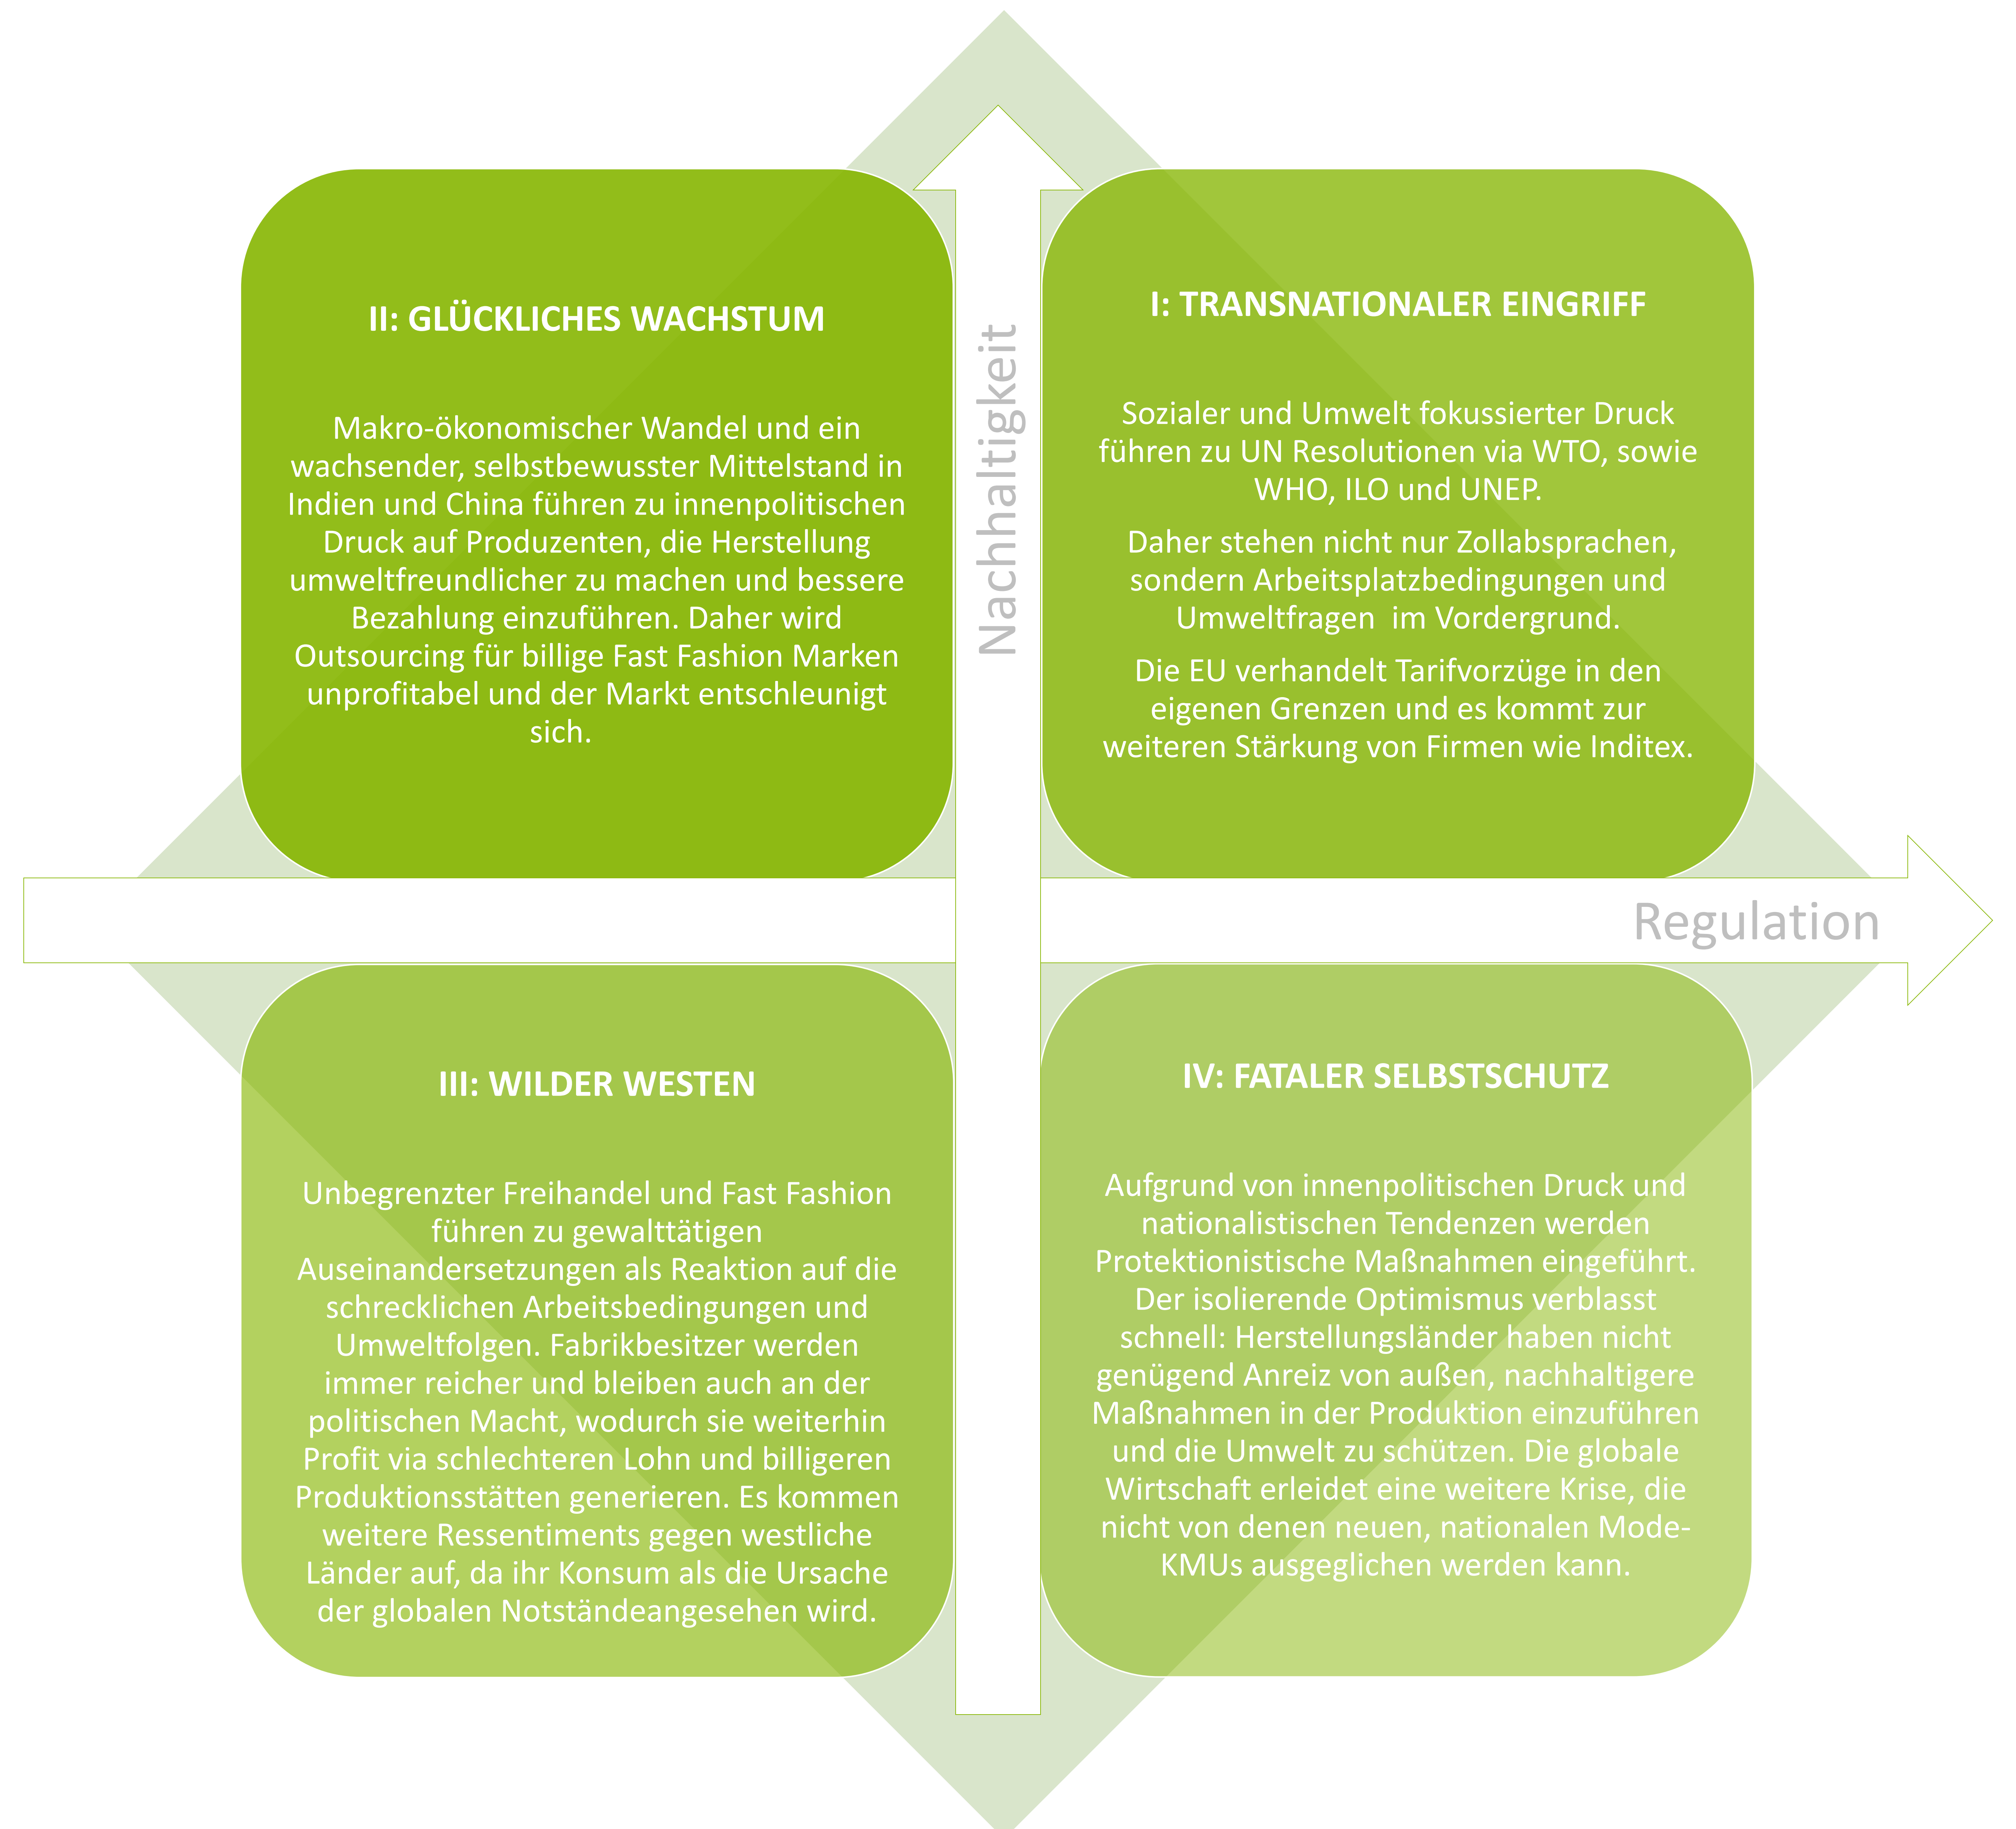 II: GLÜCKLICHES WACHSTUM
Makro-ökonomischer Wandel und ein
wachsender, selbstbewusster Mittelstand in
Indien und China führen zu innenpolitischen
Druck auf Produzenten, die Herstellung
umweltfreundlicher zu machen und bessere
Bezahlung einzuführen. Daher wird
Outsourcing für billige Fast Fashion Marken
unprofitabel und der Markt entschleunigt
sich.
Nachhaltigkeit
I: TRANSNATIONALER EINGRIFF
Sozialer und Umwelt fokussierter Druck
führen zu UN Resolutionen via WTO, sowie
WHO, ILO und UNEP.
Daher stehen nicht nur Zollabsprachen,
sondern Arbeitsplatzbedingungen und
Umweltfragen  im Vordergrund.
Die EU verhandelt Tarifvorzüge in den
eigenen Grenzen und es kommt zur
weiteren Stärkung von Firmen wie Inditex.
Regulation
III: WILDER WESTEN
Unbegrenzter Freihandel und Fast Fashion
führen zu gewalttätigen
Auseinandersetzungen als Reaktion auf die
schrecklichen Arbeitsbedingungen und
Umweltfolgen. Fabrikbesitzer werden
immer reicher und bleiben auch an der
politischen Macht, wodurch sie weiterhin
Profit via schlechteren Lohn und billigeren
Produktionsstätten generieren. Es kommen
weitere Ressentiments gegen westliche
Länder auf, da ihr Konsum als die Ursache
der globalen Notständeangesehen wird.
IV: FATALER SELBSTSCHUTZ
Aufgrund von innenpolitischen Druck und
nationalistischen Tendenzen werden
Protektionistische Maßnahmen eingeführt.
Der isolierende Optimismus verblasst
schnell: Herstellungsländer haben nicht
genügend Anreiz von außen, nachhaltigere
Maßnahmen in der Produktion einzuführen
und die Umwelt zu schützen. Die globale
Wirtschaft erleidet eine weitere Krise, die
nicht von denen neuen, nationalen Mode-
KMUs ausgeglichen werden kann.